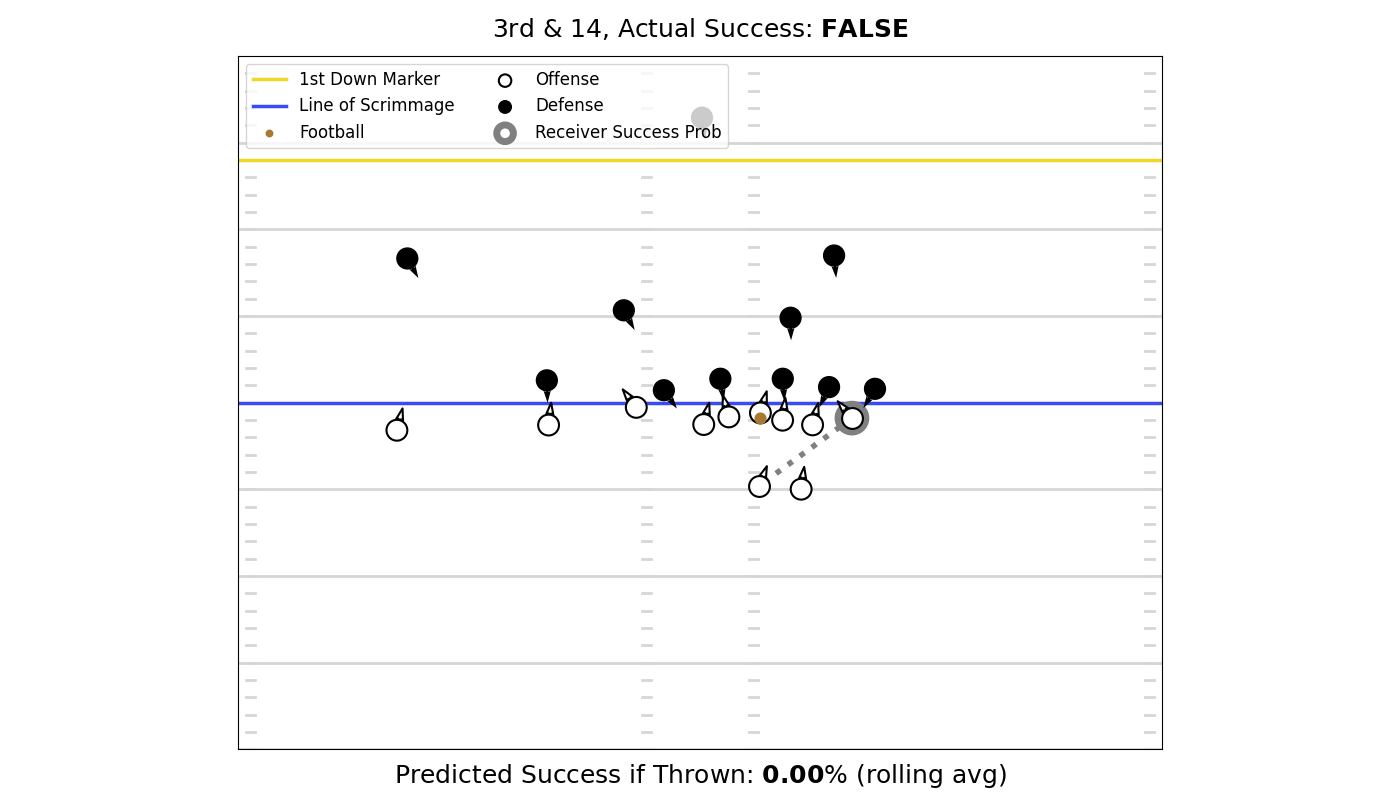 3rd & 14, Actual Success: FALSE
1st Down Marker
Line of Scrimmage
Football
Offense
Defense
Receiver Success Prob
Predicted Success if Thrown: 0.00% (rolling avg)